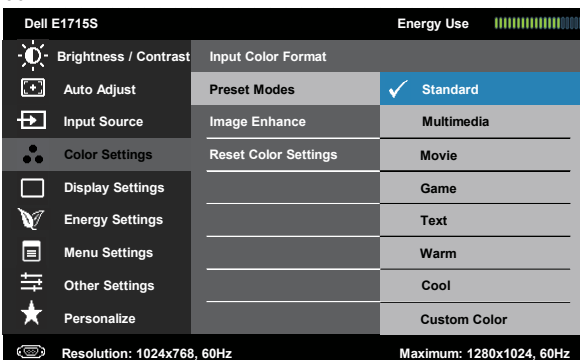 Dell E1715S Energy Use
Brightness / Contrast Input Color Format
Auto Adjust Preset Modes Standard
Input Source Image Enhance Multimedia
Color Settings Reset Color Settings Movie
Display Settings Game
Energy Settings Text
Menu Settings Warm
Other Settings Cool
Personalize Custom Color
Resolution: 1024x768, 60Hz Maximum: 1280x1024, 60Hz